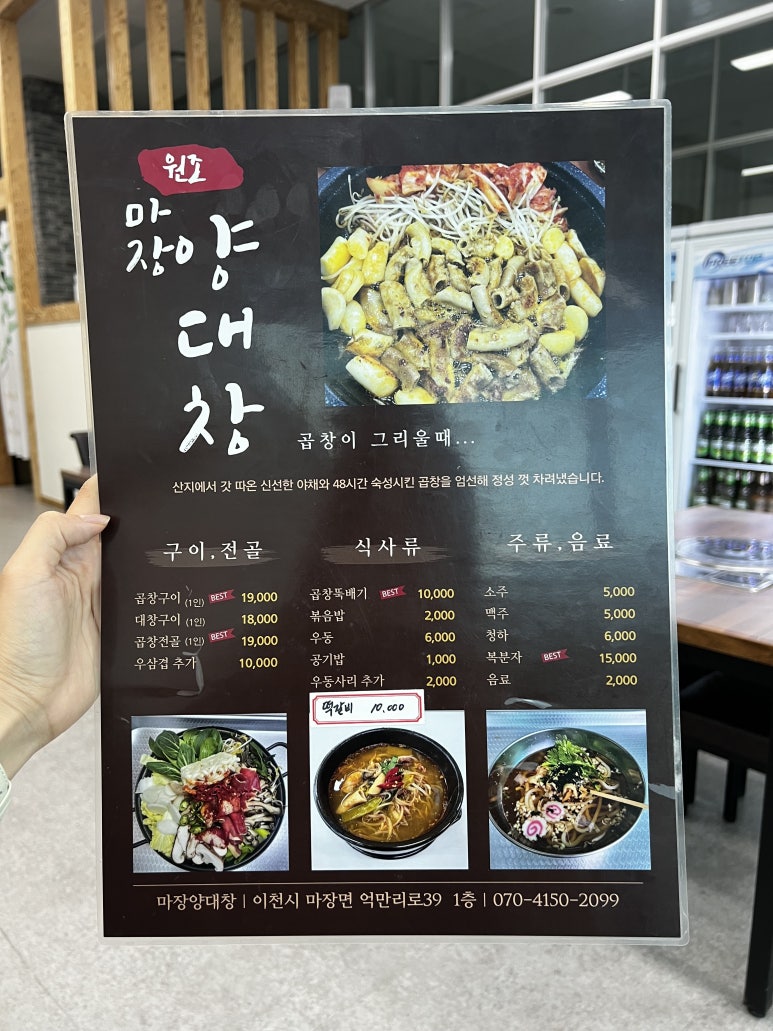 원조
마장
양대창
곱창이 그리울때...
산지에서 갓 따온 신선한 야채와 48시간 숙성시킨 곱창을 엄선해 정성 껏 차려냈습니다.
구이,전골
곱창구이 (1인) BEST 19,000
대창구이 (1인) 18,000
곱창전골 (1인) BEST 19,000
우삼겹 추가 10,000
식사류
곱창뚝배기 BEST 10,000
볶음밥 2,000
우동 6,000
공기밥 1,000
우동사리 추가 2,000
떡갈비 10,000
주류,음료
소주 5,000
맥주 5,000
청하 6,000
복분자 BEST 15,000
음료 2,000
마장양대창 | 이천시 마장면 억만리로39 1층 | 070-4150-2099